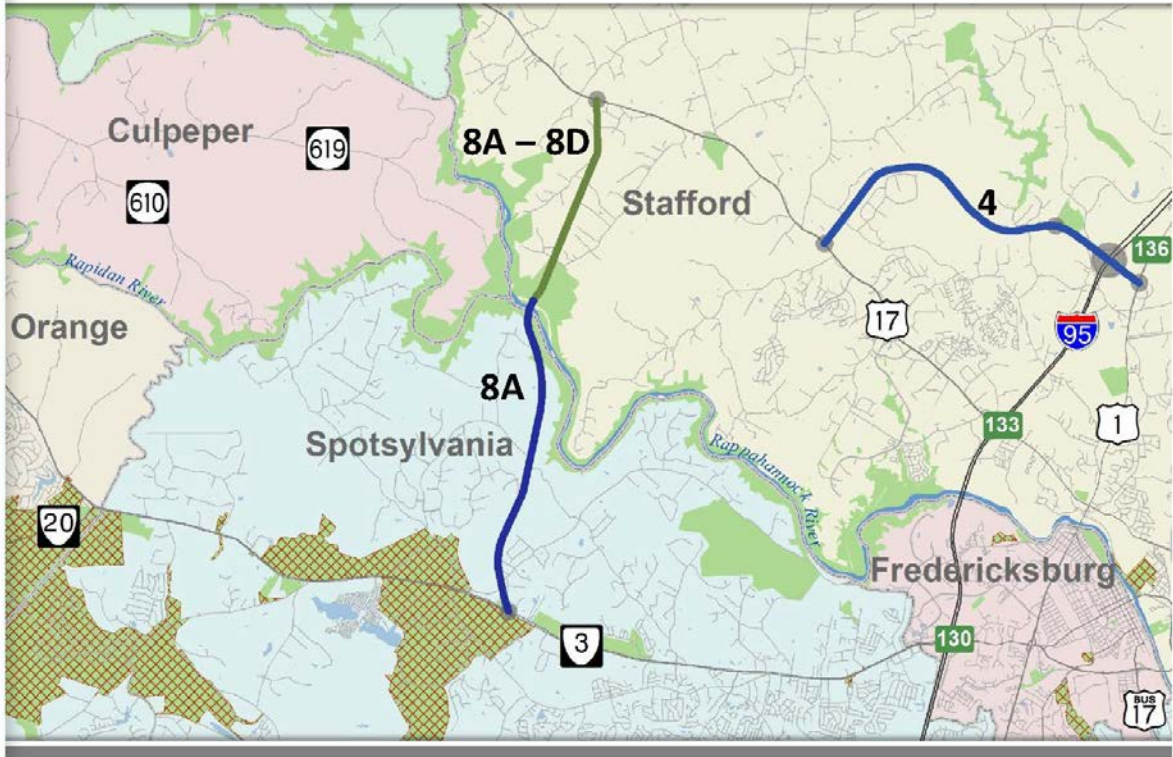 Culpeper
619
8A – 8D
610
Stafford
4
136
Rapidan River
Orange
17
95
8A
133
1
Spotsylvania
Rappahannock River
20
Fredericksburg
3
130
BUS
17